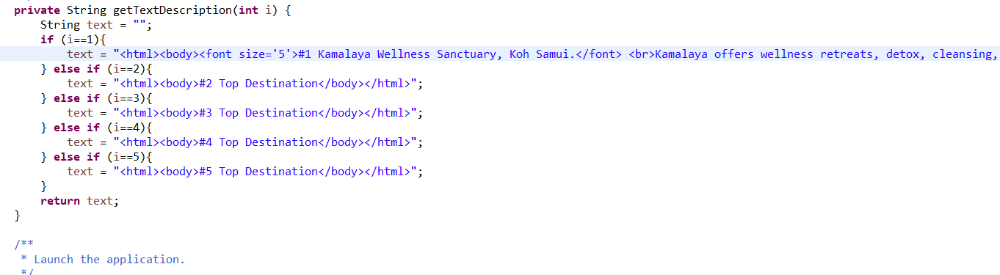 private String getTextDescription(int i) {
    String text = "";
    if (i==1){
        text = "<html><body><font size='5'>#1 Kamalaya Wellness Sanctuary, Koh Samui.</font> <br>Kamalaya offers wellness retreats, detox, cleansing,
    } else if (i==2){
        text = "<html><body>#2 Top Destination</body></html>";
    } else if (i==3){
        text = "<html><body>#3 Top Destination</body></html>";
    } else if (i==4){
        text = "<html><body>#4 Top Destination</body></html>";
    } else if (i==5){
        text = "<html><body>#5 Top Destination</body></html>";
    }
    return text;
}
/**
 * Launch the application.
 */